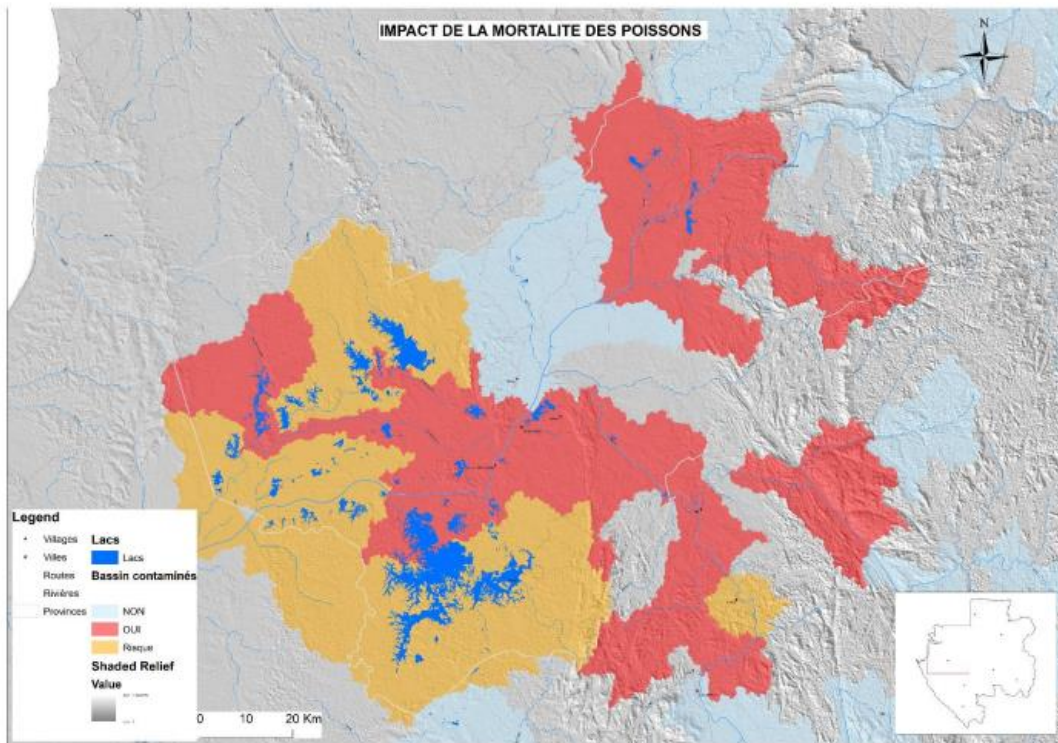 IMPACT DE LA MORTALITE DES POISSONS
N
Legend
Villages
Villes
Routes
Rivières
Provinces
Lacs
Lacs
Bassin contaminés
NON
OUI
Risque
Shaded Relief
Value
0 10 20 Km